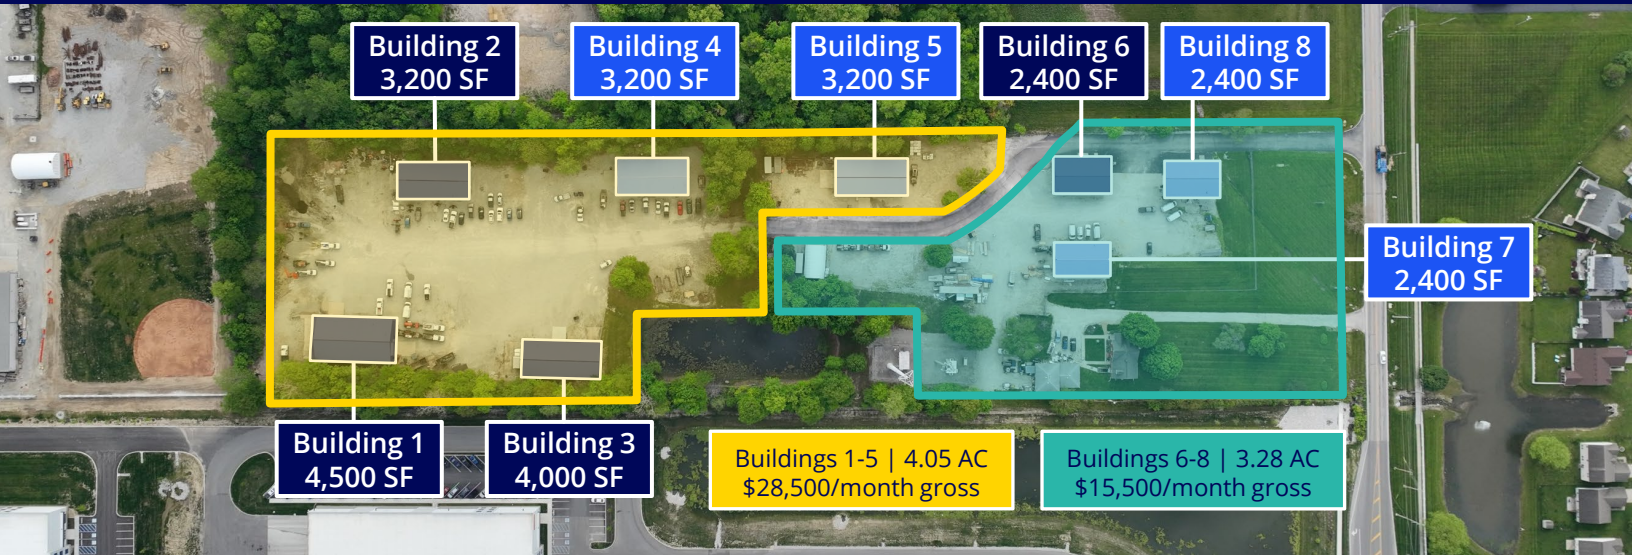 Building 2
3,200 SF
Building 4
3,200 SF
Building 5
3,200 SF
Building 6
2,400 SF
Building 8
2,400 SF
Building 7
2,400 SF
Building 1
4,500 SF
Building 3
4,000 SF
Buildings 1-5 | 4.05 AC
$28,500/month gross
Buildings 6-8 | 3.28 AC
$15,500/month gross